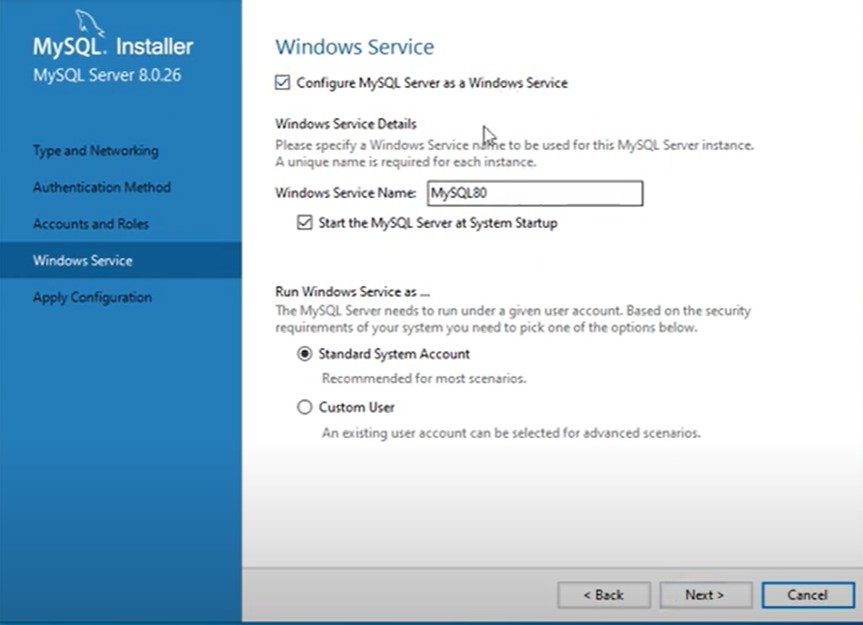 MySQL. Installer
MySQL Server 8.0.26
Type and Networking
Authentication Method
Accounts and Roles
Windows Service
Apply Configuration
Windows Service
Configure MySQL Server as a Windows Service
Windows Service Details
Please specify a Windows Service name to be used for this MySQL Server instance.
A unique name is required for each instance.
Windows Service Name: MySQL80
Start the MySQL Server at System Startup
Run Windows Service as ...
The MySQL Server needs to run under a given user account. Based on the security
requirements of your system you need to pick one of the options below.
Standard System Account
Recommended for most scenarios.
Custom User
An existing user account can be selected for advanced scenarios.
< Back Next > Cancel